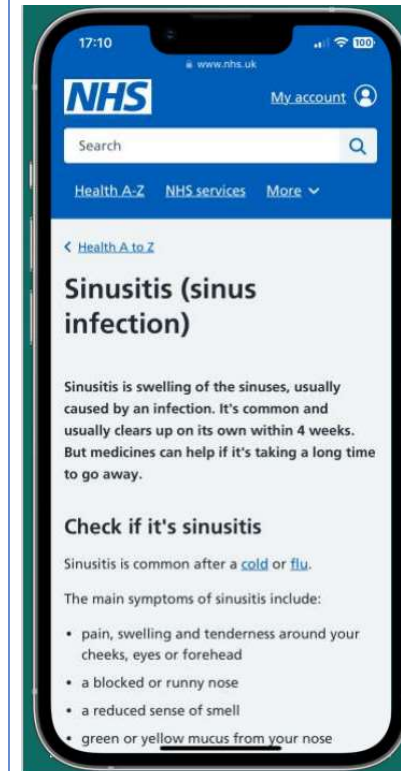 17:10
100
www.nhs.uk
NHS
My account
Search
Health A-Z NHS services More
Health A to Z
Sinusitis (sinus
infection)
Sinusitis is swelling of the sinuses, usually
caused by an infection. It's common and
usually clears up on its own within 4 weeks.
But medicines can help if it's taking a long time
to go away.
Check if it's sinusitis
Sinusitis is common after a cold or flu.
The main symptoms of sinusitis include:
• pain, swelling and tenderness around your
cheeks, eyes or forehead
• a blocked or runny nose
• a reduced sense of smell
• green or yellow mucus from your nose